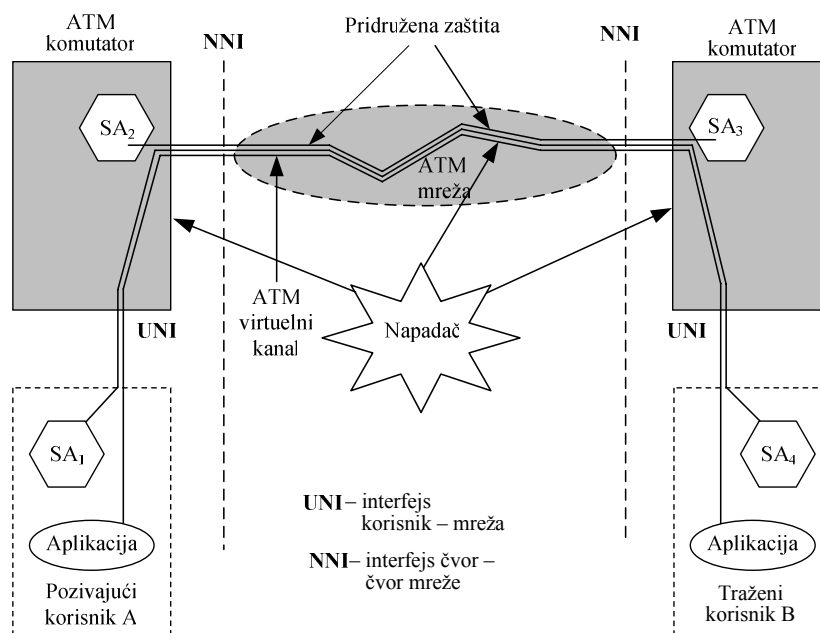 ATM
komutator
NNI
Pridružena zaštita
NNI
ATM
komutator
SA2
SA3
ATM
mreža
UNI
ATM
virtuelni
kanal
Napadač
UNI
SA1
SA4
UNI – interfejs
korisnik – mreža
Aplikacija
Aplikacija
NNI– interfejs čvor –
čvor mreže
Pozivajući
korisnik A
Traženi
korisnik B